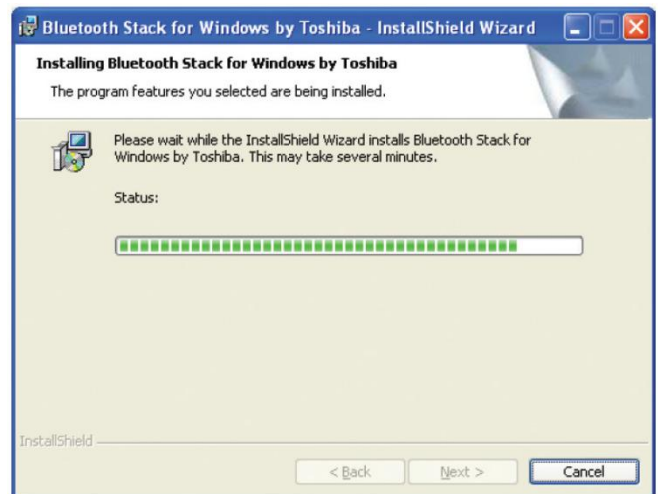 Bluetooth Stack for Windows by Toshiba - InstallShield Wizard
Installing Bluetooth Stack for Windows by Toshiba
The program features you selected are being installed.
Please wait while the InstallShield Wizard installs Bluetooth Stack for
Windows by Toshiba. This may take several minutes.
Status:
InstallShield
< Back
Next >
Cancel